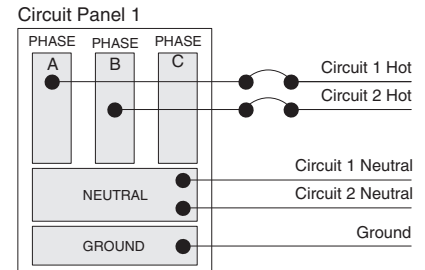 Circuit Panel 1
PHASE PHASE PHASE
A B C
Circuit 1 Hot
Circuit 2 Hot
Circuit 1 Neutral
NEUTRAL
Circuit 2 Neutral
Ground
GROUND